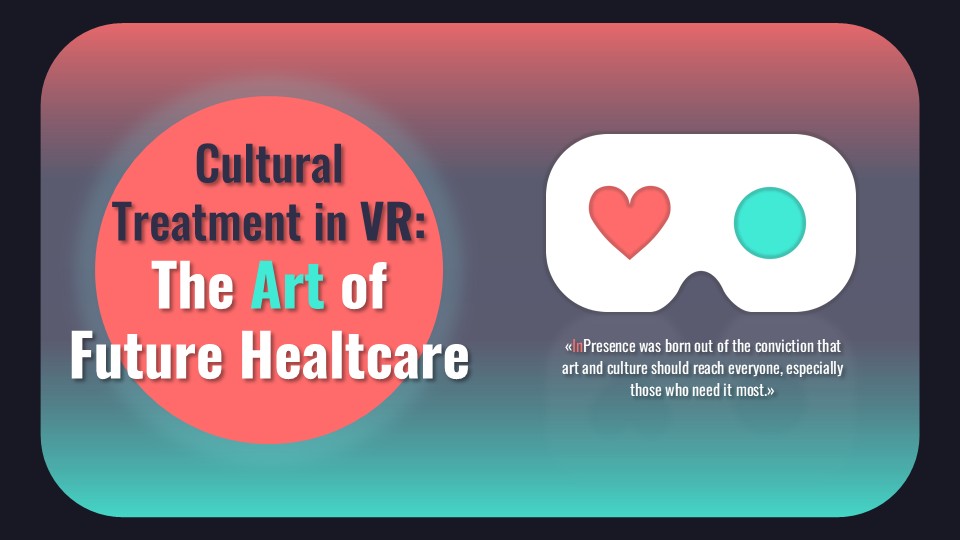 Cultural
Treatment in VR:
The Art of
Future Healtcare
«InPresence was born out of the conviction that
art and culture should reach everyone, especially
those who need it most.»